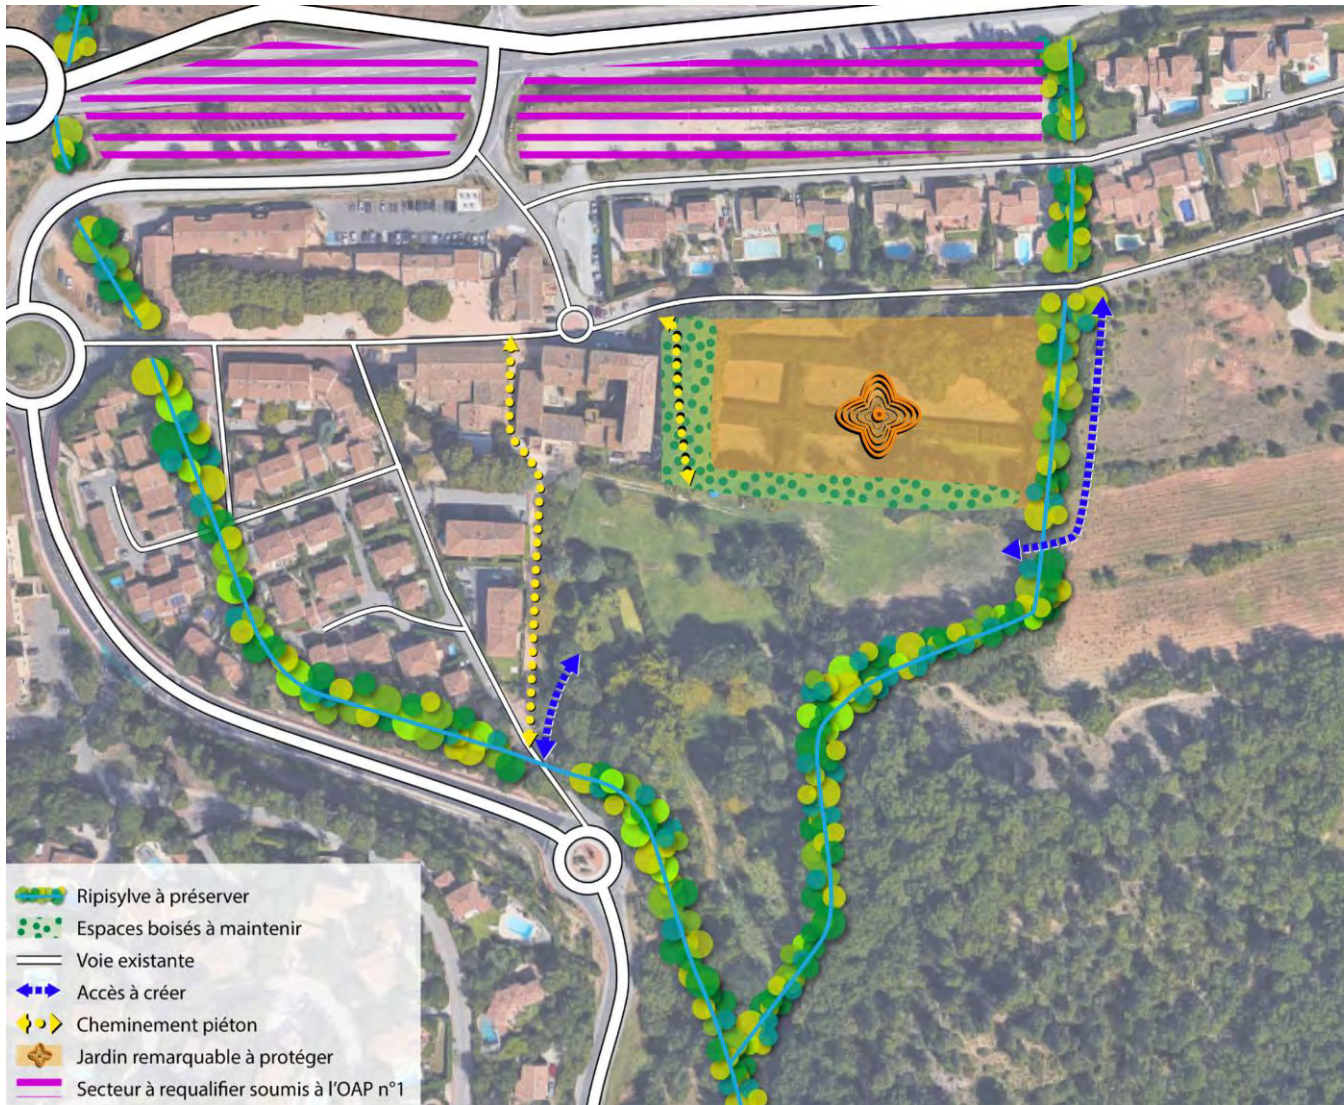 Ripisylve à préserver
Espaces boisés à maintenir
Voie existante
Accès à créer
Cheminement piéton
Jardin remarquable à protéger
Secteur à requalifier soumis à l'OAP n°1